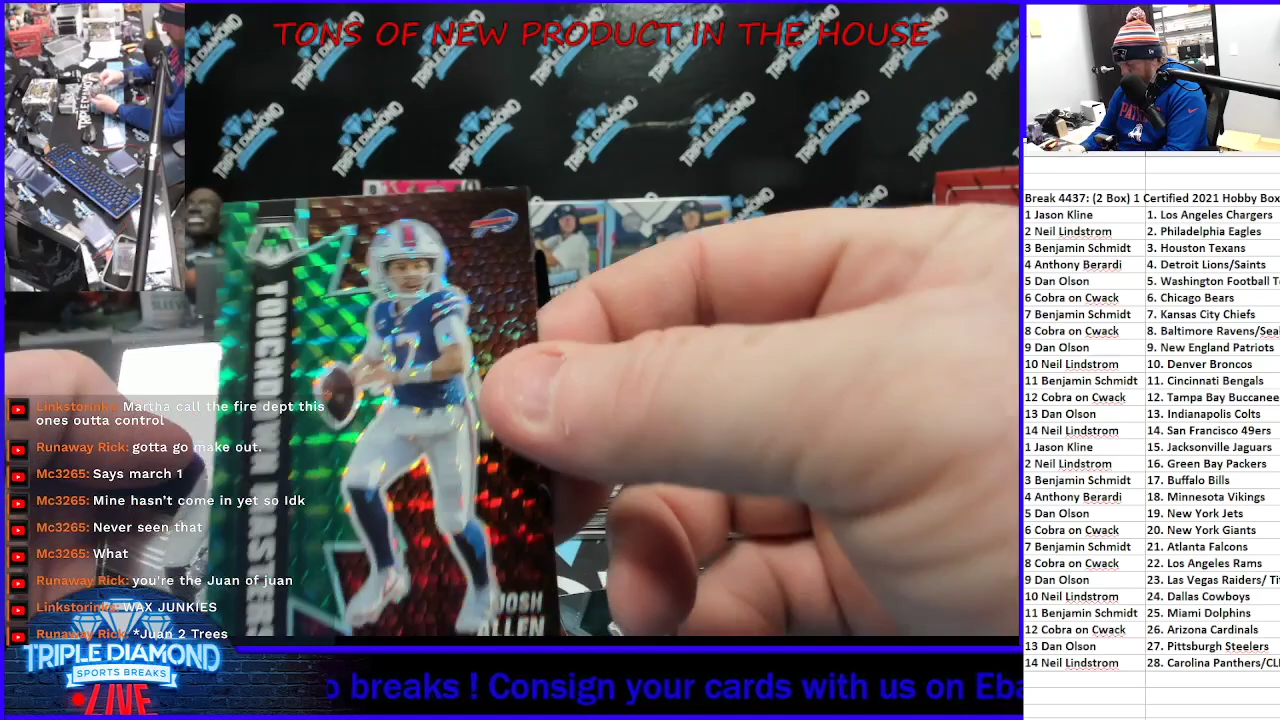 TONS OF NEW PRODUCT IN THE HOUSE
TRIPLE DIAMOND
TOUCHDOWN MASTERS
JOSH
ALLEN
17
Linkstorink: Martha call the fire dept this
ones outta control
Runaway Rick: gotta go make out.
Mc3265: Says march 1
Mc3265: Mine hasn't come in yet so Idk
Mc3265: Never seen that
Mc3265: What
Runaway Rick: you're the Juan of juan
Linkstorink: WAX JUNKIES
Runaway Rick: *Juan 2 Trees
TRIPLE DIAMOND
SPORTS BREAKS
LIVE
breaks! Consign your cards with us on
Break 4437: (2 Box) 1 Certified 2021 Hobby Box
1 Jason Kline 1. Los Angeles Charger
2 Neil Lindstrom 2. Philadelphia Eagles
3 Benjamin Schmidt 3. Houston Texans
4 Anthony Berardi 4. Detroit Lions/Saints
5 Dan Olson 5. Washington Football T
6 Cobra on Cwack 6. Chicago Bears
7 Benjamin Schmidt 7. Kansas City Chiefs
8 Cobra on Cwack 8. Baltimore Ravens/Sea
9 Dan Olson 9. New England Patriots
10 Neil Lindstrom 10. Denver Broncos
11 Benjamin Schmidt 11. Cincinnati Bengals
12 Cobra on Cwack 12. Tampa Bay Buccanee
13 Dan Olson 13. Indianapolis Colts
14 Neil Lindstrom 14. San Francisco 49ers
1 Jason Kline 15. Jacksonville Jaguars
2 Neil Lindstrom 16. Green Bay Packers
3 Benjamin Schmidt 17. Buffalo Bills
4 Anthony Berardi 18. Minnesota Vikings
5 Dan Olson 19. New York Jets
6 Cobra on Cwack 20. New York Giants
7 Benjamin Schmidt 21. Atlanta Falcons
8 Cobra on Cwack 22. Los Angeles Rams
9 Dan Olson 23. Las Vegas Raiders/ Ti
10 Neil Lindstrom 24. Dallas Cowboys
11 Benjamin Schmidt 25. Miami Dolphins
12 Cobra on Cwack 26. Arizona Cardinals
13 Dan Olson 27. Pittsburgh Steelers
14 Neil Lindstrom /CL